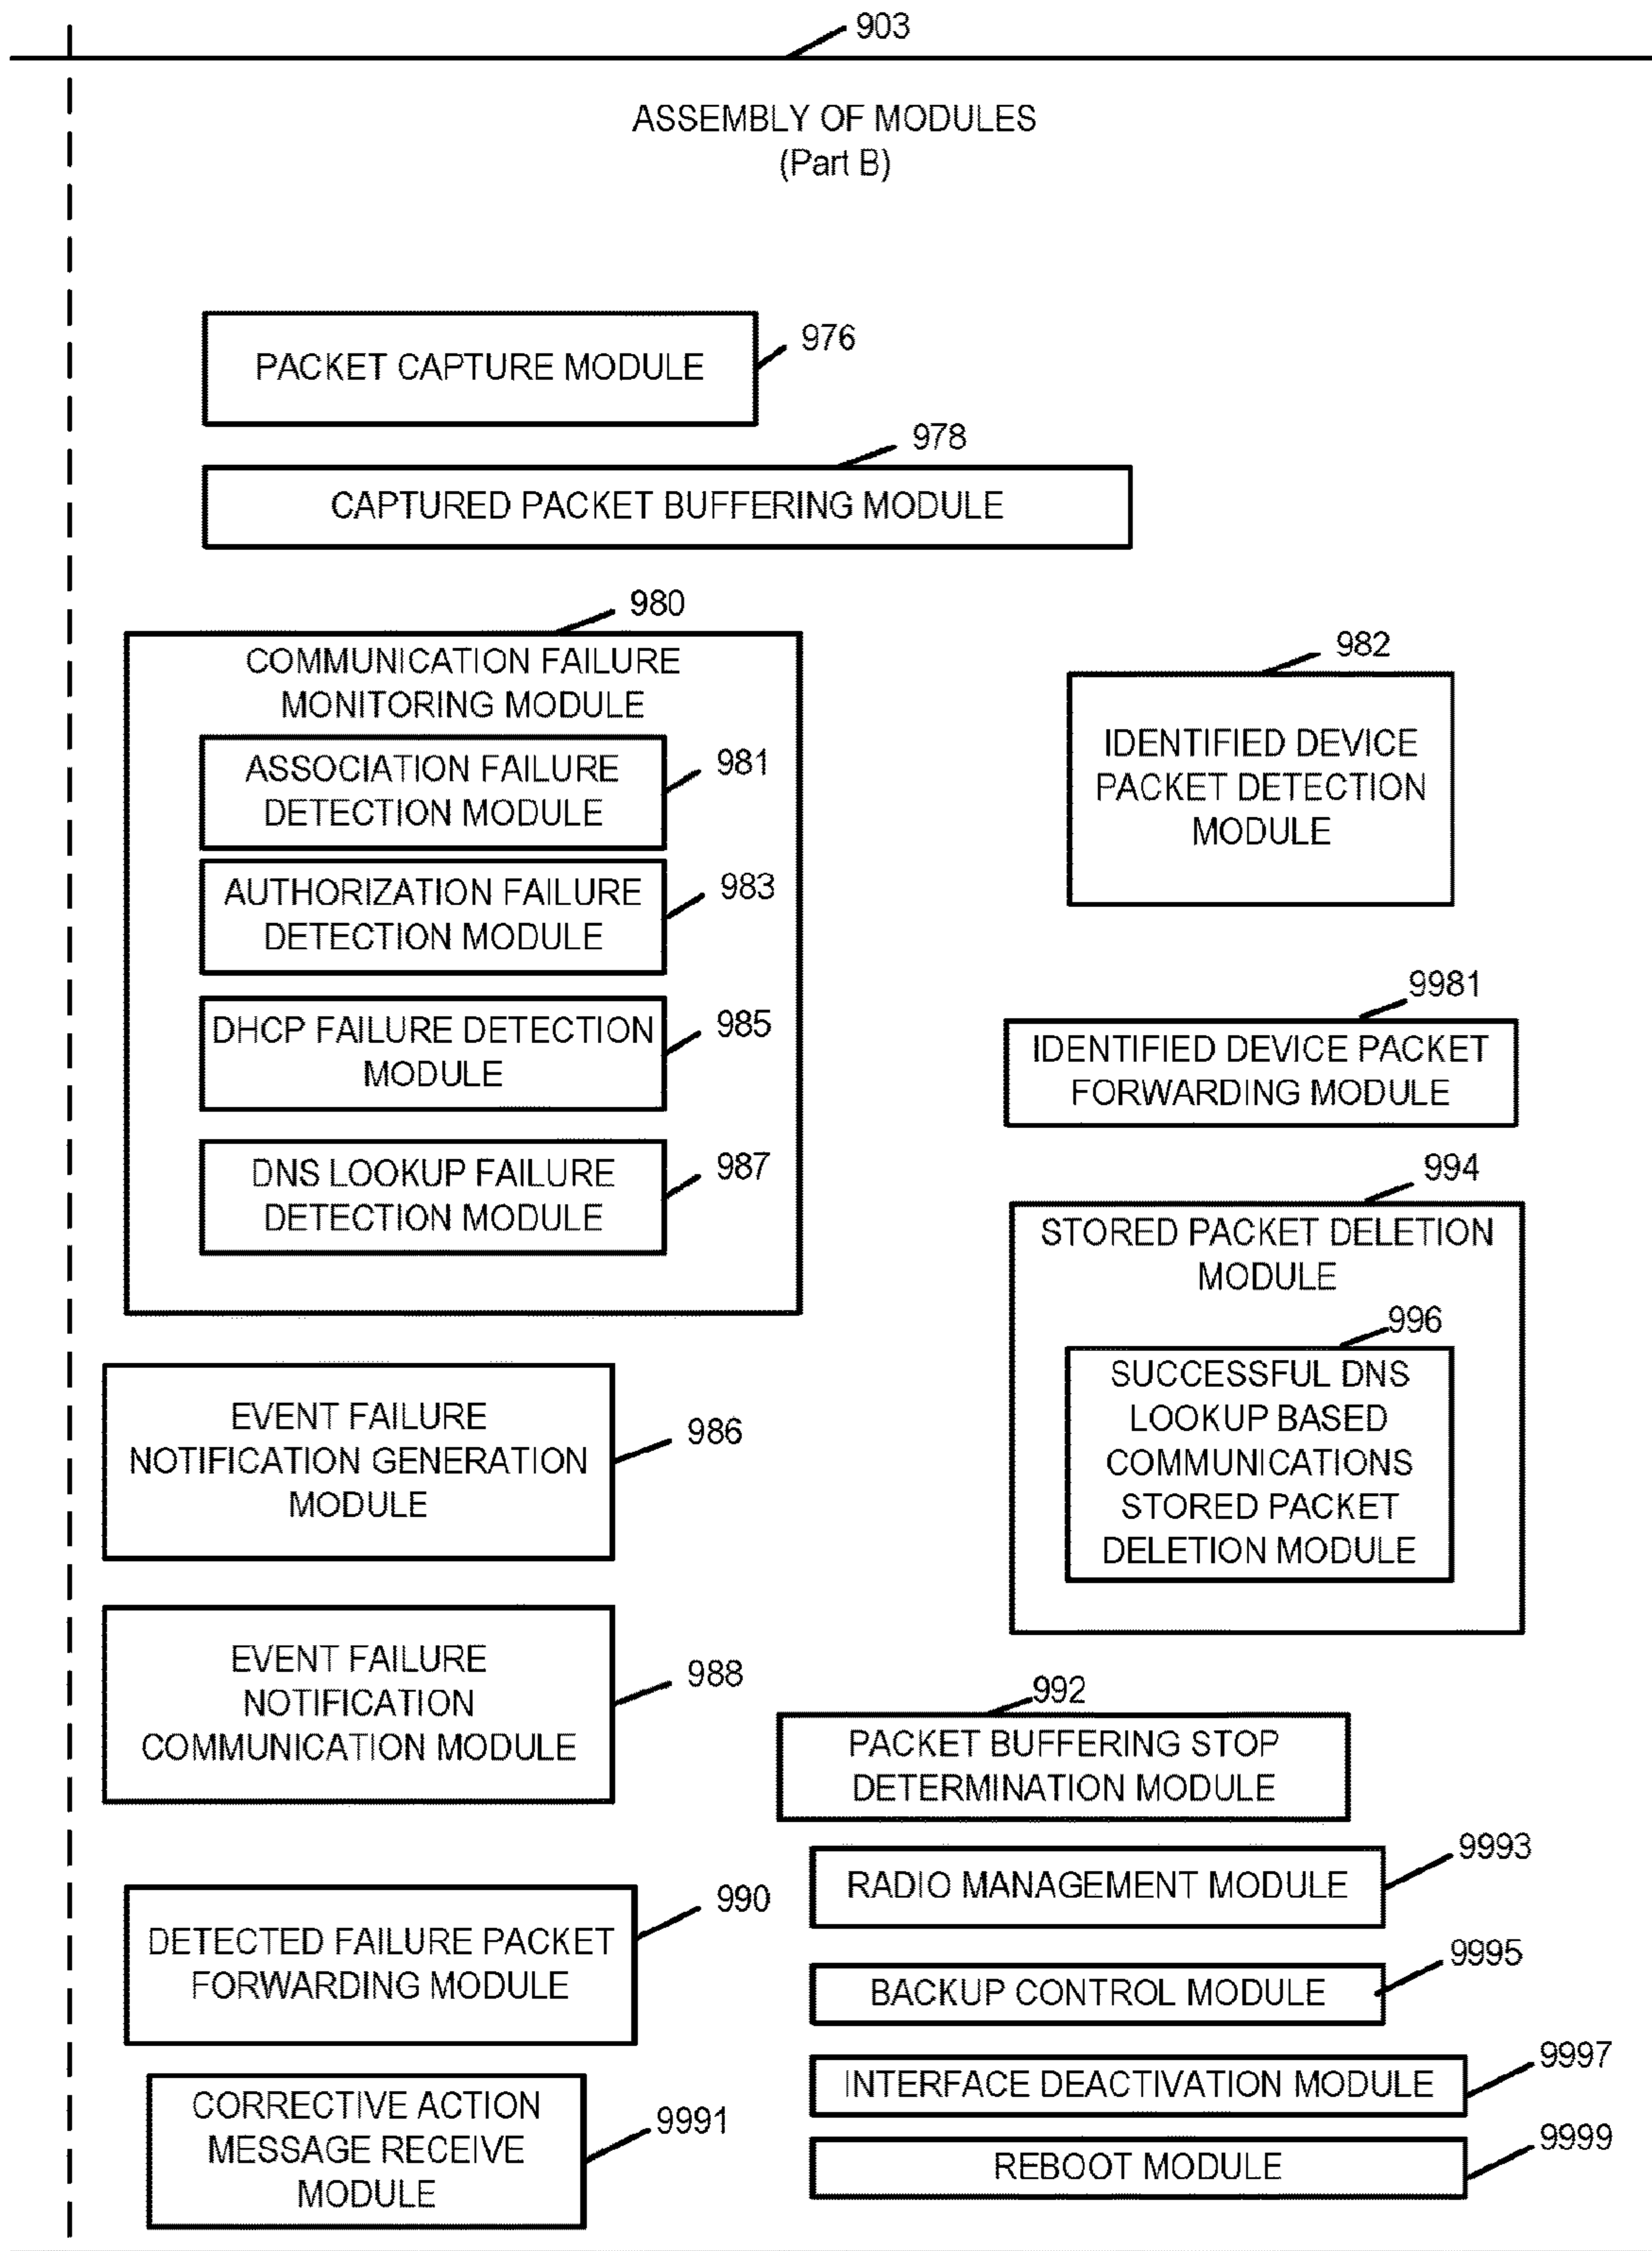 903
ASSEMBLY OF MODULES
(Part B)
976
PACKET CAPTURE MODULE
978
CAPTURED PACKET BUFFERING MODULE
980
COMMUNICATION FAILURE
MONITORING MODULE
981
ASSOCIATION FAILURE
DETECTION MODULE
983
AUTHORIZATION FAILURE
DETECTION MODULE
985
DHCP FAILURE DETECTION
MODULE
987
DNS LOOKUP FAILURE
DETECTION MODULE
982
IDENTIFIED DEVICE
PACKET DETECTION
MODULE
9981
IDENTIFIED DEVICE PACKET
FORWARDING MODULE
994
STORED PACKET DELETION
MODULE
996
SUCCESSFUL DNS
LOOKUP BASED
COMMUNICATIONS
STORED PACKET
DELETION MODULE
986
EVENT FAILURE
NOTIFICATION GENERATION
MODULE
988
EVENT FAILURE
NOTIFICATION
COMMUNICATION MODULE
992
PACKET BUFFERING STOP
DETERMINATION MODULE
990
DETECTED FAILURE PACKET
FORWARDING MODULE
9993
RADIO MANAGEMENT MODULE
9995
BACKUP CONTROL MODULE
9997
INTERFACE DEACTIVATION MODULE
9991
CORRECTIVE ACTION
MESSAGE RECEIVE
MODULE
9999
REBOOT MODULE